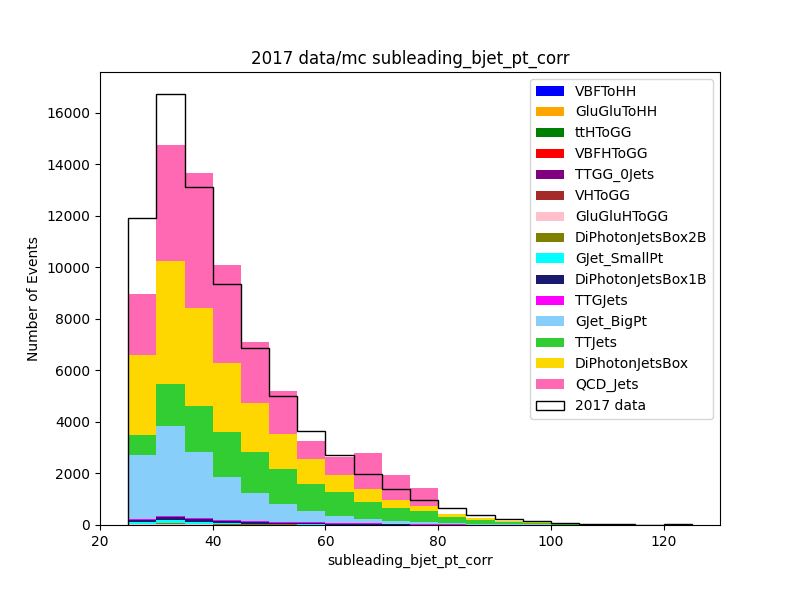 2017 data/mc subleading_bjet_pt_corr
Number of Events
16000
14000
12000
10000
8000
6000
4000
2000
0
20
40
60
80
100
120
subleading_bjet_pt_corr
VBFToHH
GluGluToHH
ttHToGG
VBFHToGG
TTGG_0Jets
VHToGG
GluGluHToGG
DiPhotonJetsBox2B
GJet_SmallPt
DiPhotonJetsBox1B
TTGJets
GJet_BigPt
TTJets
DiPhotonJetsBox
QCD_Jets
2017 data